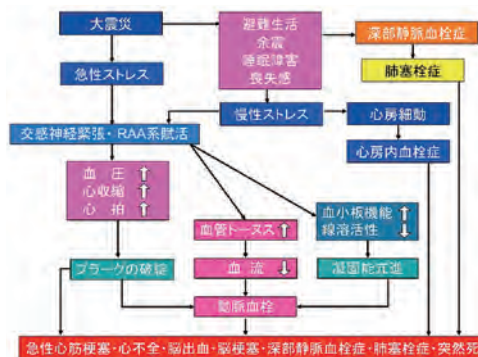 大震災
避難生活
余震
睡眠障害
喪失感
深部静脈血栓症
肺塞栓症
急性ストレス
慢性ストレス
心房細動
心房内血栓症
交感神経緊張・RAA系賦活
血 圧 ⬆
心収縮 ⬆
心 拍 ⬆
血管トーヌス ⬆
血小板機能 ⬆
線溶活性 ⬇
プラークの破綻
血 流 ⬇
凝固能亢進
動脈血栓
急性心筋梗塞・心不全・脳出血・脳梗塞・深部静脈血栓症・肺塞栓症・突然死